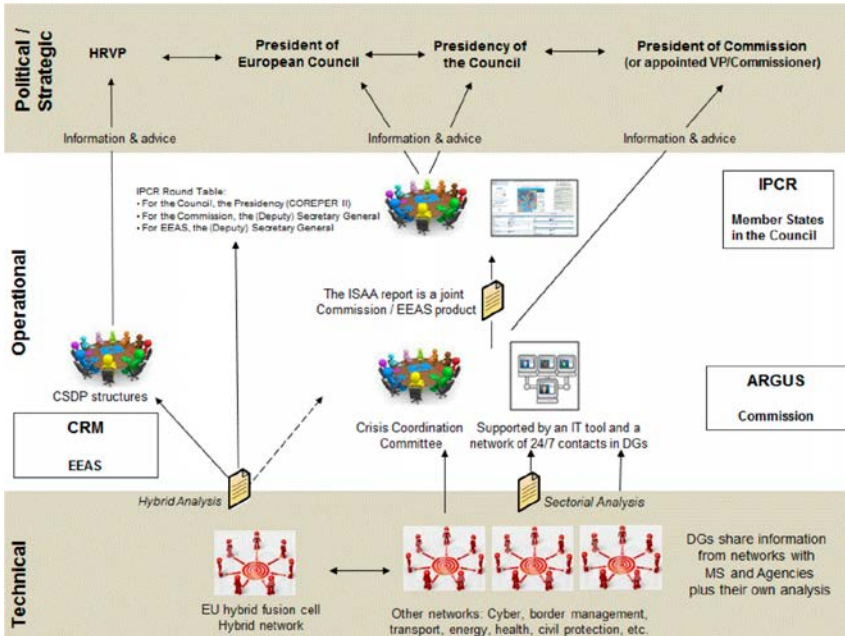 Political /
Strategic
HRVP
President of
European Council
Presidency of
the Council
President of Commission
(or appointed VP/Commissioner)
Information & advice
Information & advice
Information & advice
Operational
IPCR Round Table:
• For the Council, the Presidency (COREPER II)
• For the Commission, the (Deputy) Secretary General
• For EEAS, the (Deputy) Secretary General
IPCR
Member States
in the Council
The ISAA report is a joint
Commission / EEAS product
CSDP structures
CRM
EEAS
Crisis Coordination
Committee
Supported by an IT tool and a
network of 24/7 contacts in DGs
ARGUS
Commission
Technical
Hybrid Analysis
Sectorial Analysis
EU hybrid fusion cell
Hybrid network
Other networks: Cyber, border management,
transport, energy, health, civil protection, etc.
DGs share information
from networks with
MS and Agencies
plus their own analysis